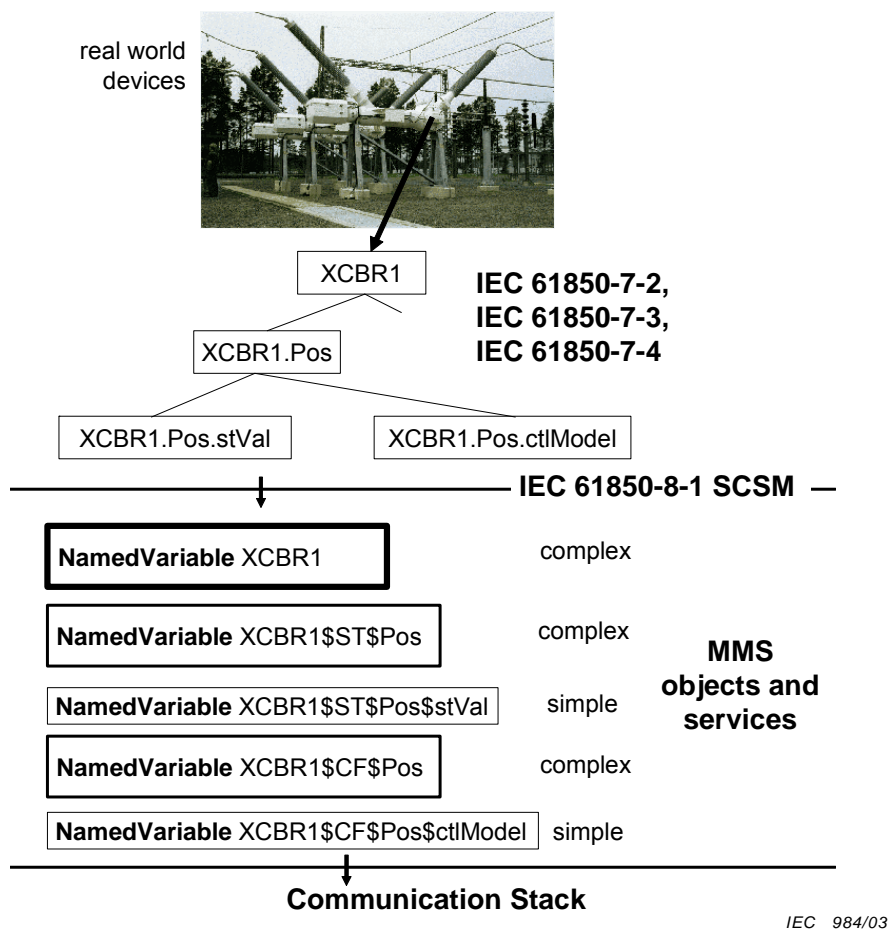 real world
devices
XCBR1
IEC 61850-7-2,
IEC 61850-7-3,
IEC 61850-7-4
XCBR1.Pos
XCBR1.Pos.stVal
XCBR1.Pos.ctlModel
IEC 61850-8-1 SCSM
NamedVariable XCBR1
complex
NamedVariable XCBR1$ST$Pos
complex
MMS
objects and
services
NamedVariable XCBR1$ST$Pos$stVal
simple
NamedVariable XCBR1$CF$Pos
complex
NamedVariable XCBR1$CF$Pos$ctlModel
simple
Communication Stack
IEC 984/03